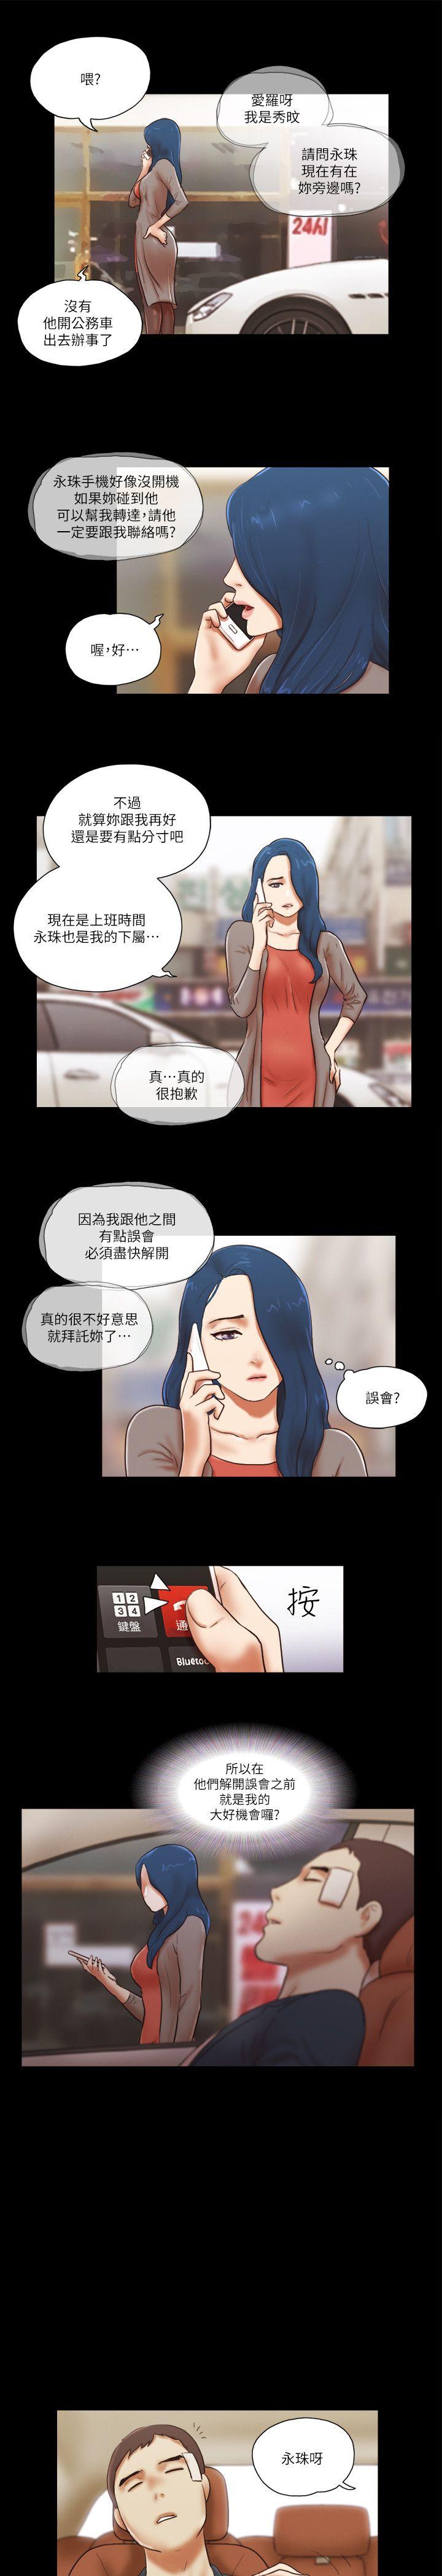 喂?
愛羅呀
我是秀旼
請問永珠
現在有在
妳旁邊嗎?
24시
沒有
他開公務車
出去辦事了
永珠手機好像沒開機
如果妳碰到他
可以幫我轉達，請他
一定要跟我聯絡嗎?
喔，好⋯
不過
就算妳跟我再好
還是要有點分寸吧
現在是上班時間
永珠也是我的下屬⋯
真⋯真的
很抱歉
因為我跟他之間
有點誤會
必須盡快解開
真的很不好意思
就拜託妳了⋯
誤會?
1 2
3 4
鍵盤
通
Bluetoo
按
所以在
他們解開誤會之前
就是我的
大好機會囉?
永珠呀